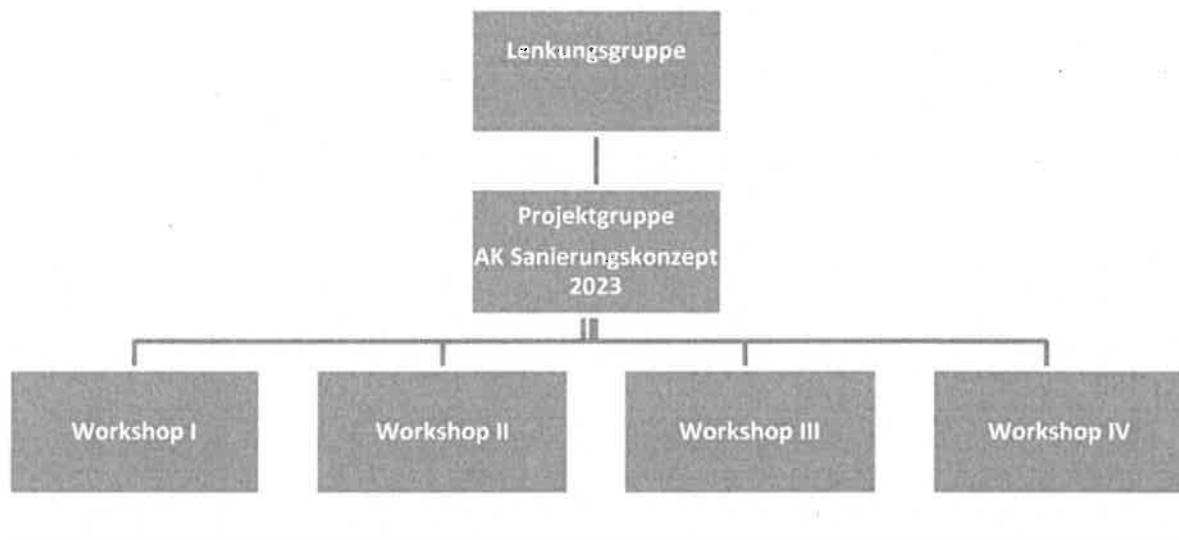 Lenkungsgruppe
Projektgruppe
AK Sanierungskonzept
2023
Workshop I
Workshop II
Workshop III
Workshop IV